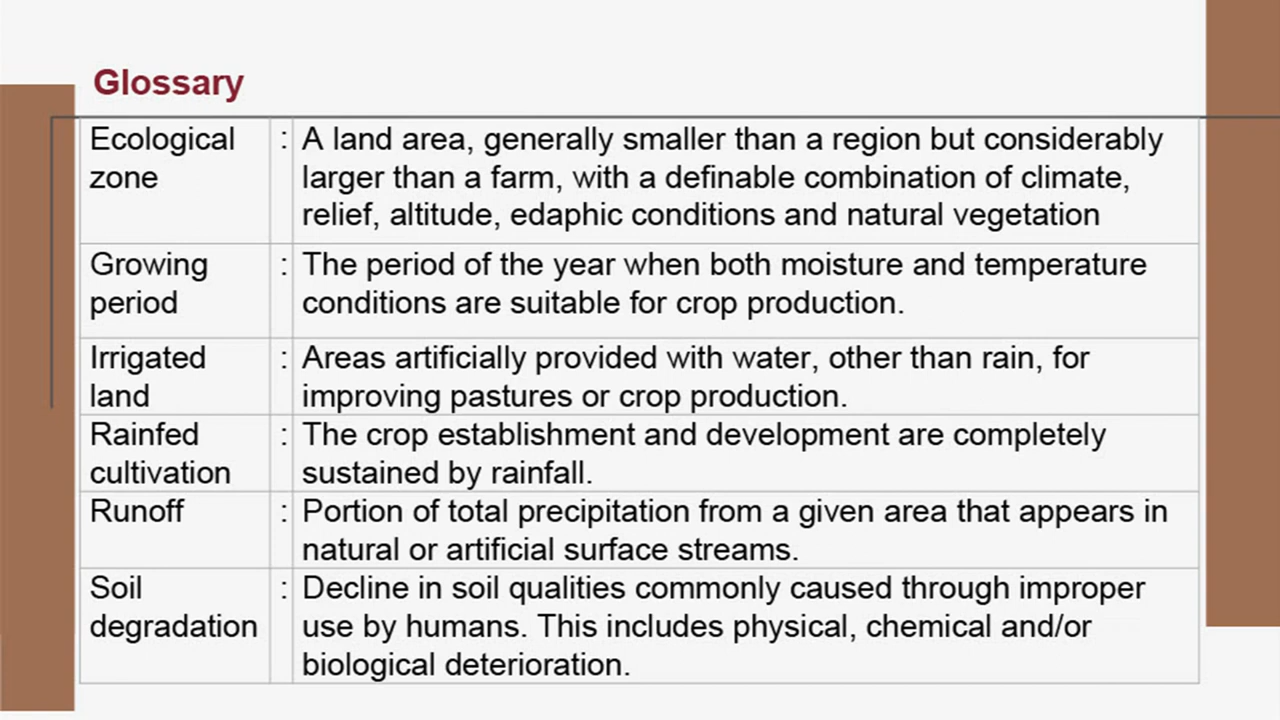 Glossary
Ecological : A land area, generally smaller than a region but considerably
zone larger than a farm, with a definable combination of climate,
relief, altitude, edaphic conditions and natural vegetation
Growing : The period of the year when both moisture and temperature
period conditions are suitable for crop production.
Irrigated : Areas artificially provided with water, other than rain, for
land improving pastures or crop production.
Rainfed : The crop establishment and development are completely
cultivation sustained by rainfall.
Runoff : Portion of total precipitation from a given area that appears in
natural or artificial surface streams.
Soil : Decline in soil qualities commonly caused through improper
degradation use by humans. This includes physical, chemical and/or
biological deterioration.